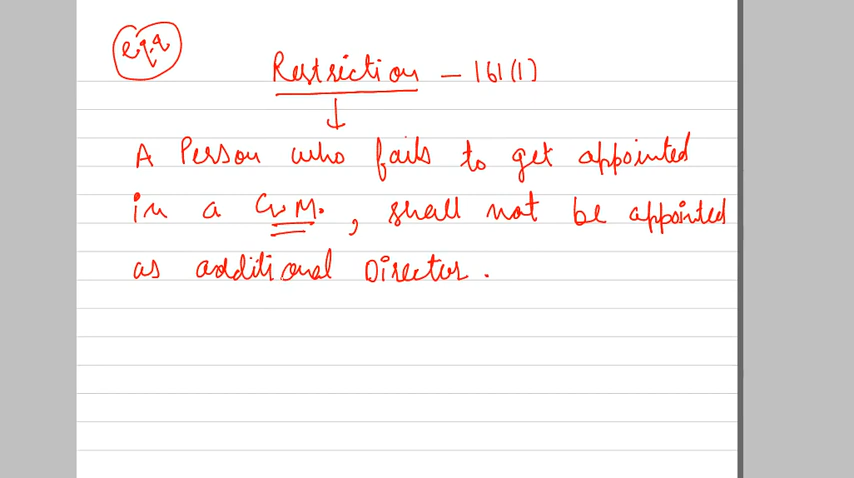 Restriction - 161(1)
A Person who fails to get appointed
in a G.M. , shall not be appointed
as additional Director.